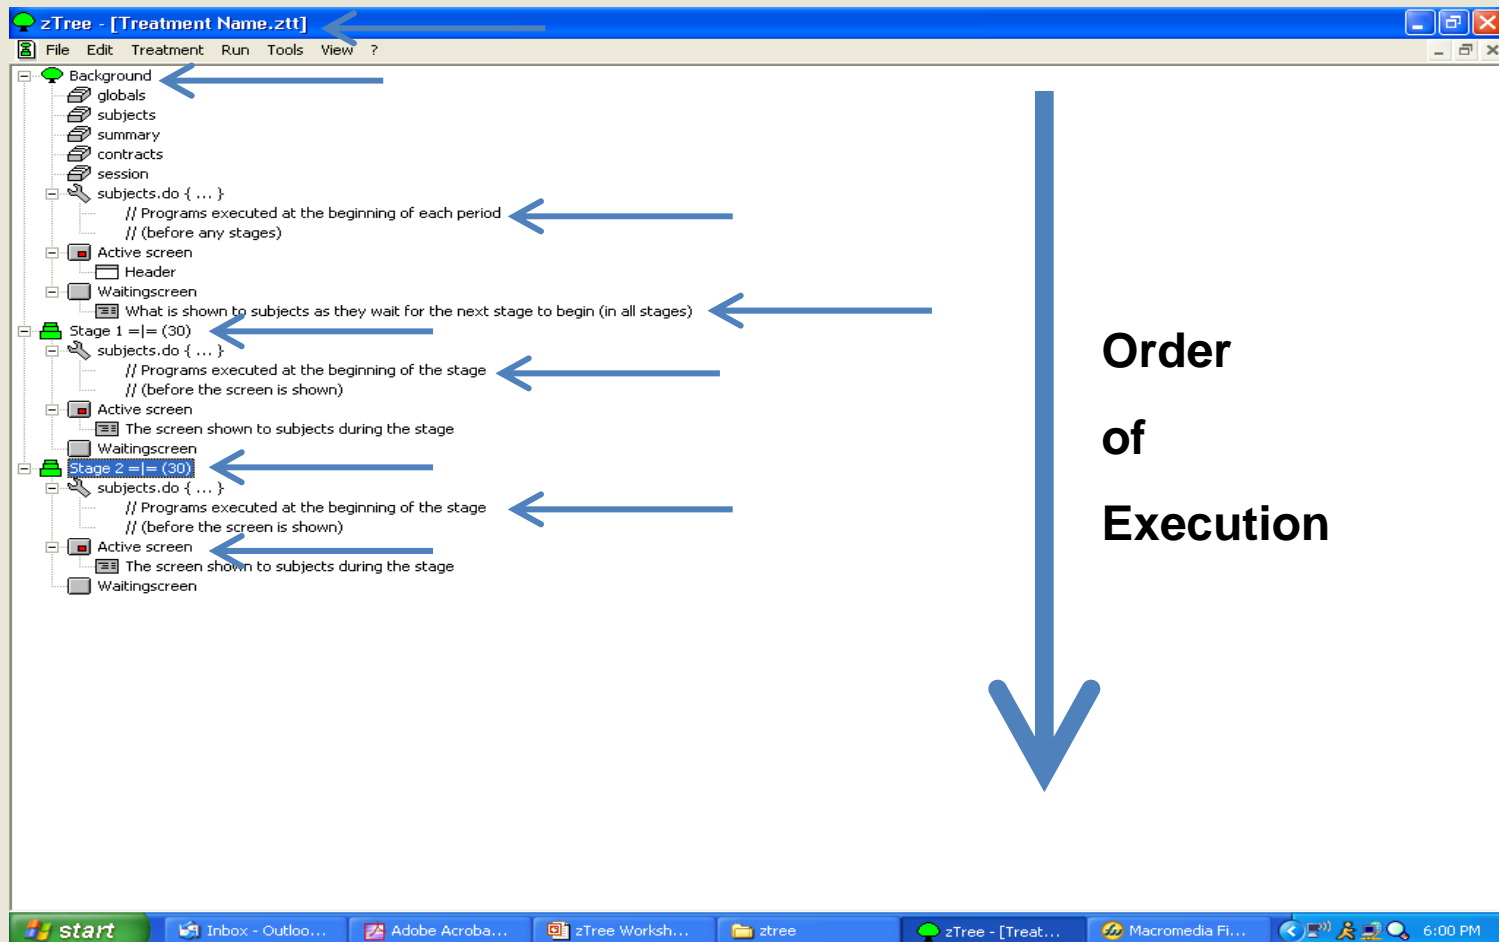 zTree - [Treatment Name.ztt]
File Edit Treatment Run Tools View ?
Background
globals
subjects
summary
contracts
session
subjects.do { ... }
// Programs executed at the beginning of each period
// (before any stages)
Active screen
Header
Waitingscreen
What is shown to subjects as they wait for the next stage to begin (in all stages)
Stage 1 =|= (30)
subjects.do { ... }
// Programs executed at the beginning of the stage
// (before the screen is shown)
Active screen
The screen shown to subjects during the stage
Waitingscreen
Stage 2 =|= (30)
subjects.do { ... }
// Programs executed at the beginning of the stage
// (before the screen is shown)
Active screen
The screen shown to subjects during the stage
Waitingscreen
Order
of
Execution
start Inbox - Outloo... Adobe Acroba... zTree Worksh... ztree zTree - [Treat... Macromedia Fi... 6:00 PM